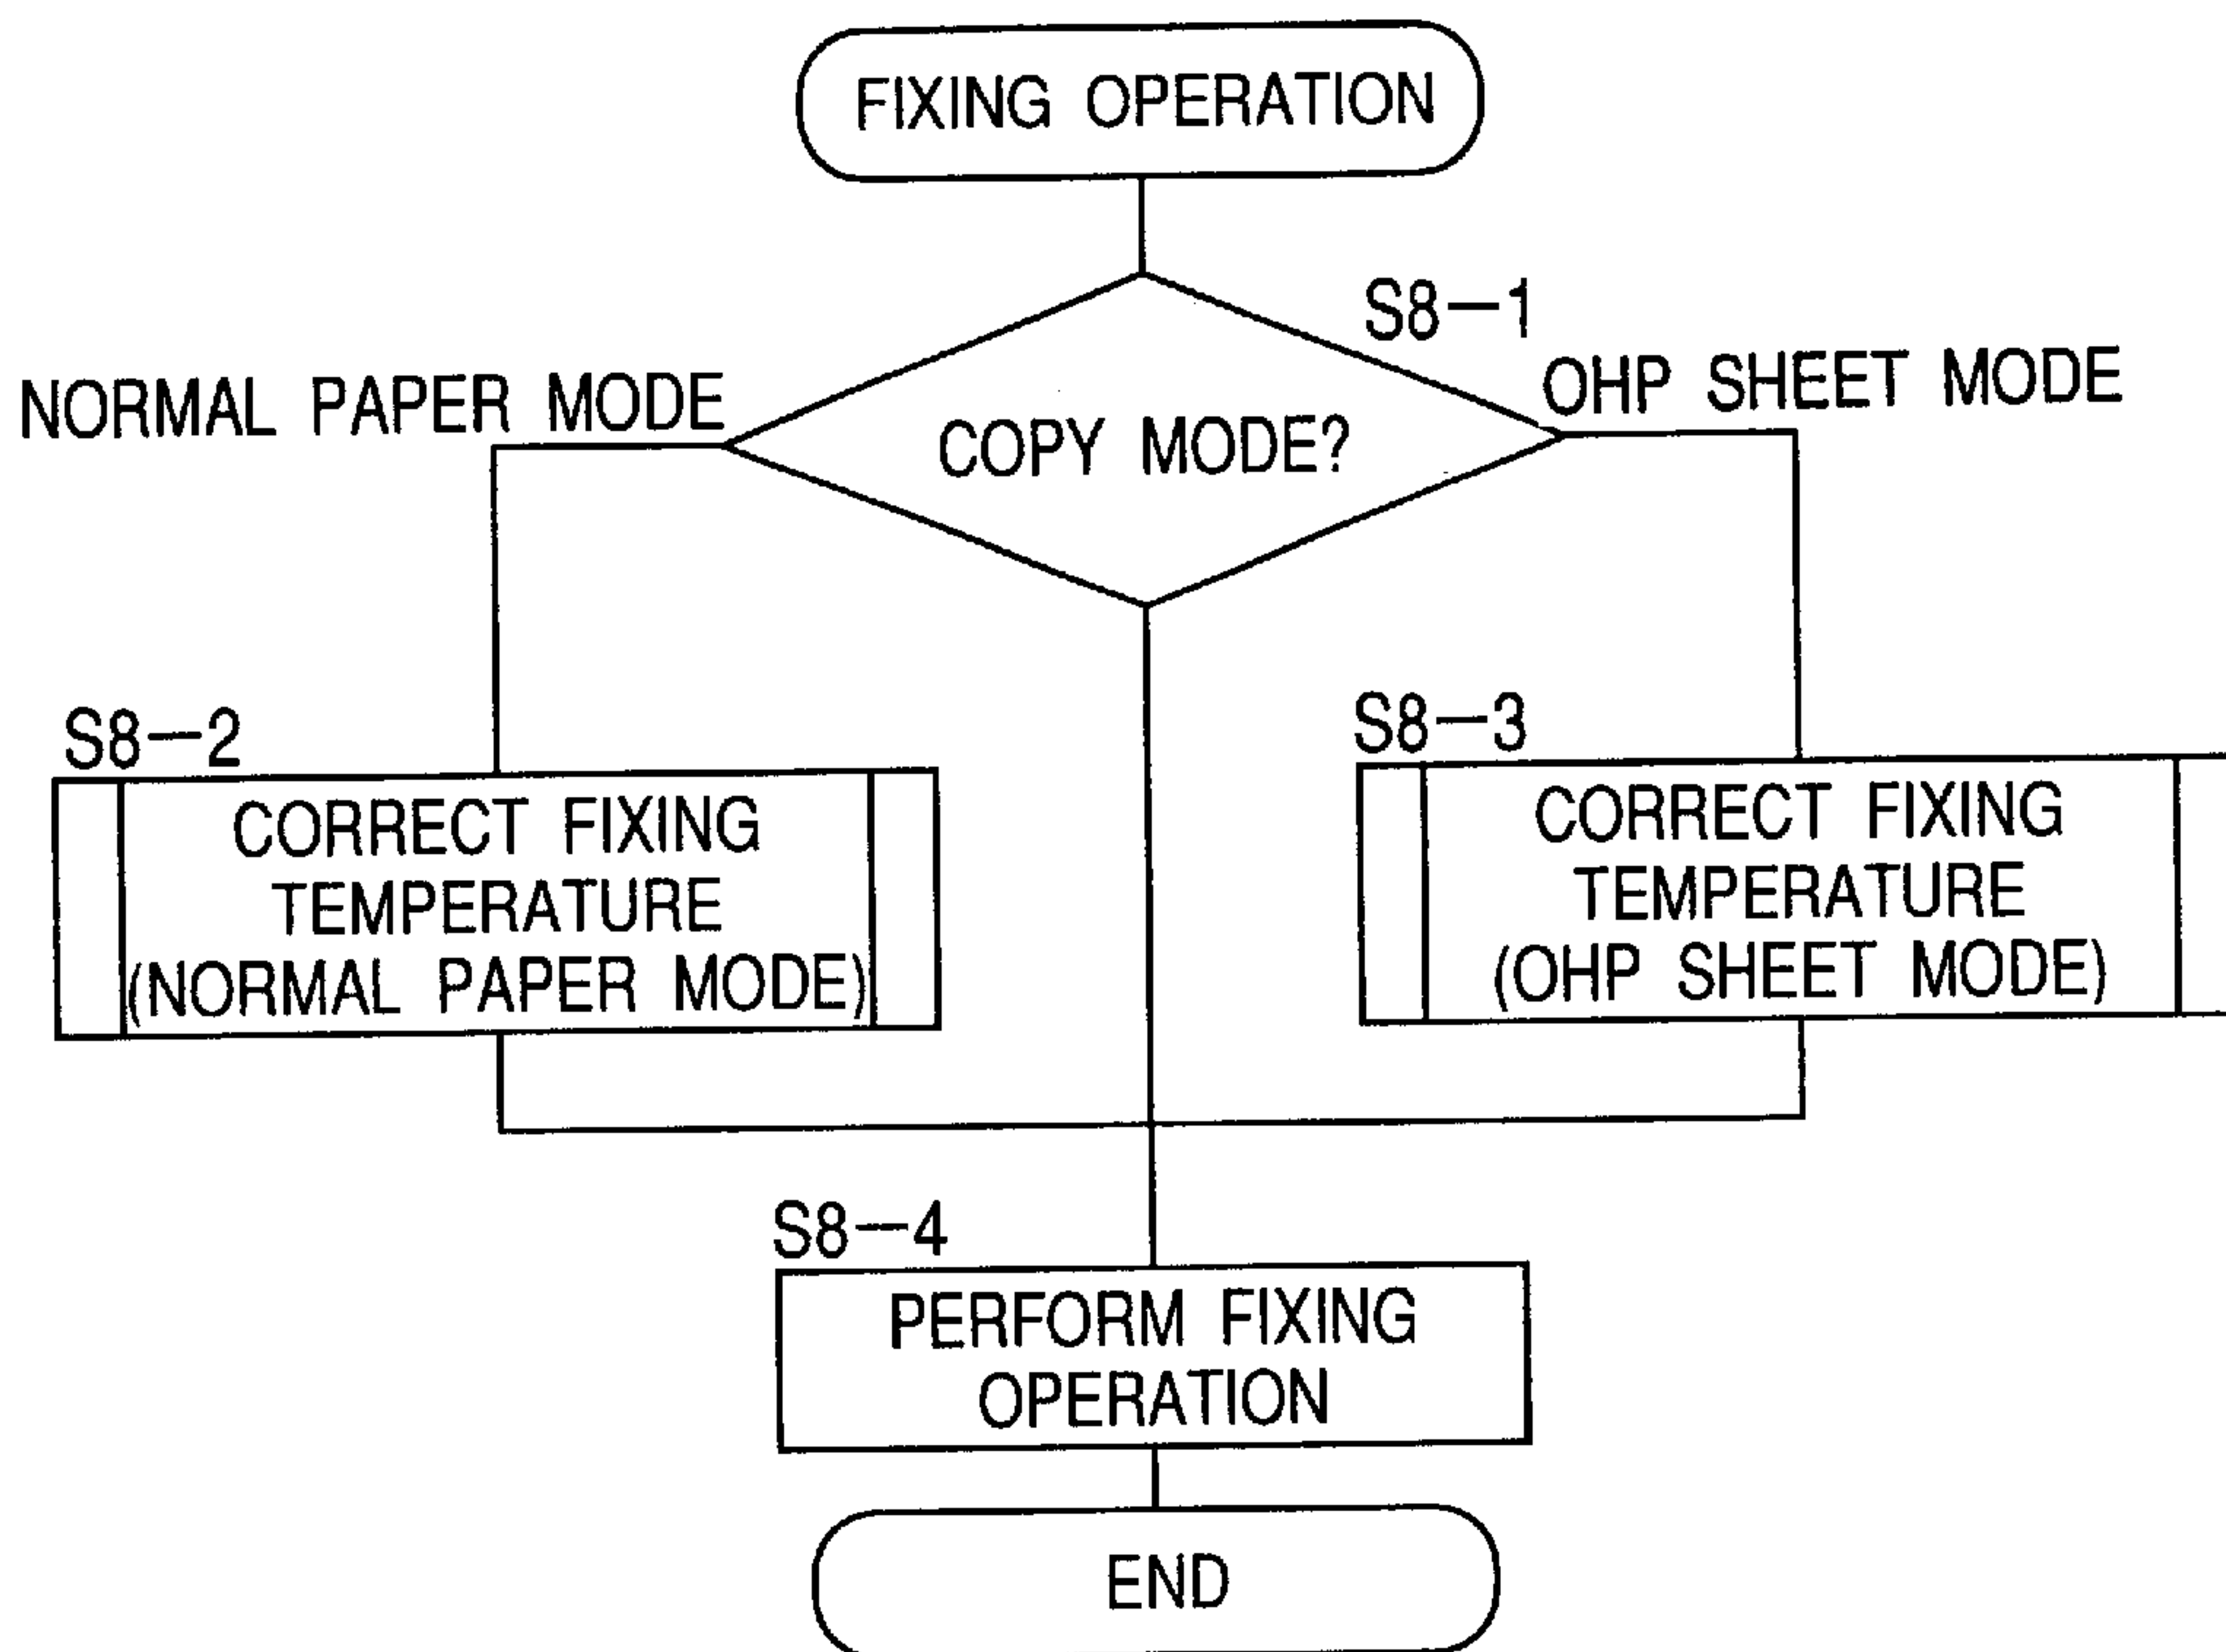 FIXING OPERATION
S8—1
NORMAL PAPER MODE
OHP SHEET MODE
COPY MODE?
S8—2
CORRECT FIXING
TEMPERATURE
(NORMAL PAPER MODE)
S8—3
CORRECT FIXING
TEMPERATURE
(OHP SHEET MODE)
S8—4
PERFORM FIXING
OPERATION
END